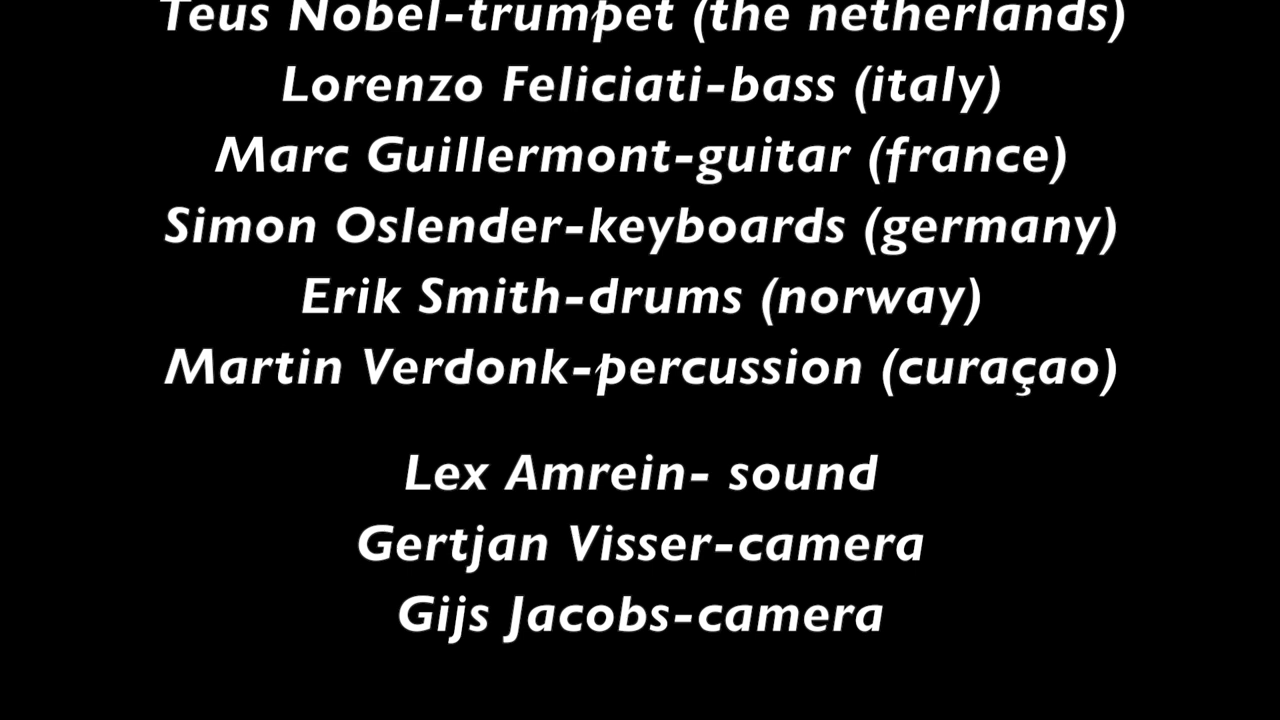 Teus Nobel-trumpet (the netherlands)
Lorenzo Feliciati-bass (italy)
Marc Guillermont-guitar (france)
Simon Oslender-keyboards (germany)
Erik Smith-drums (norway)
Martin Verdonk-percussion (curaçao)
Lex Amrein- sound
Gertjan Visser-camera
Gijs Jacobs-camera